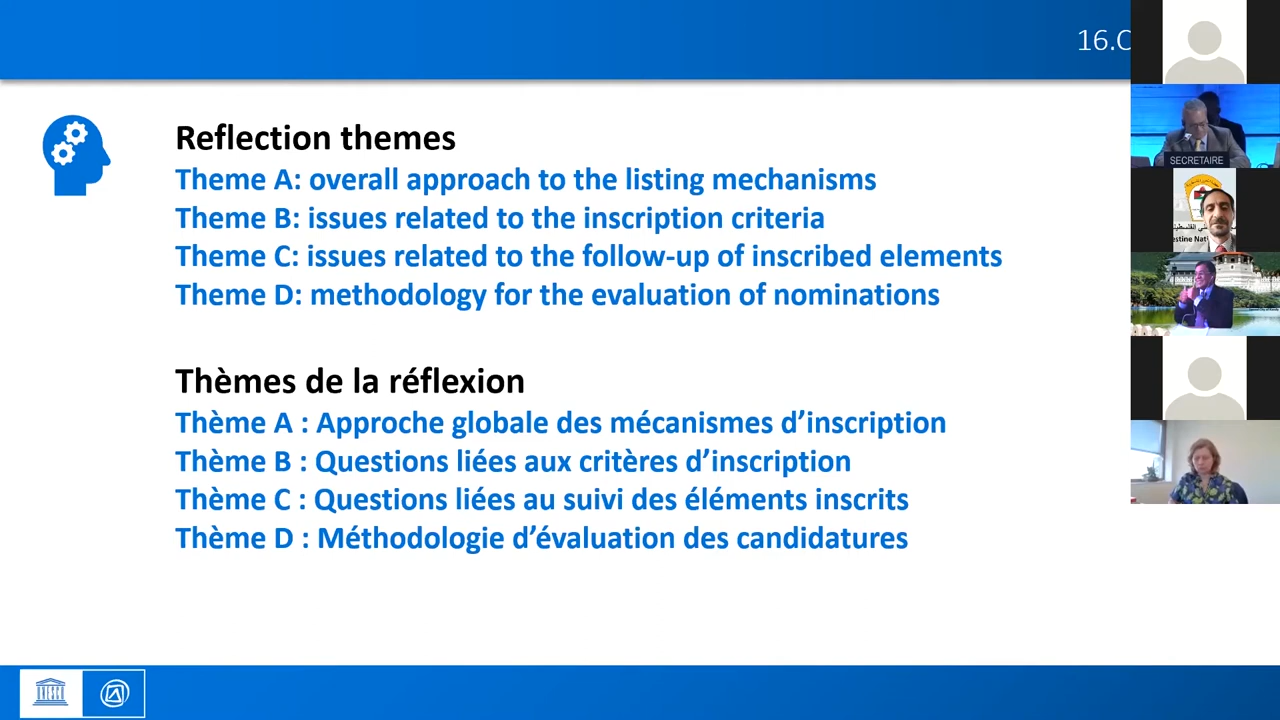 16.C
Reflection themes
Theme A: overall approach to the listing mechanisms
Theme B: issues related to the inscription criteria
Theme C: issues related to the follow-up of inscribed elements
Theme D: methodology for the evaluation of nominations
Thèmes de la réflexion
Thème A : Approche globale des mécanismes d’inscription
Thème B : Questions liées aux critères d’inscription
Thème C : Questions liées au suivi des éléments inscrits
Thème D : Méthodologie d’évaluation des candidatures
SECRETAIRE